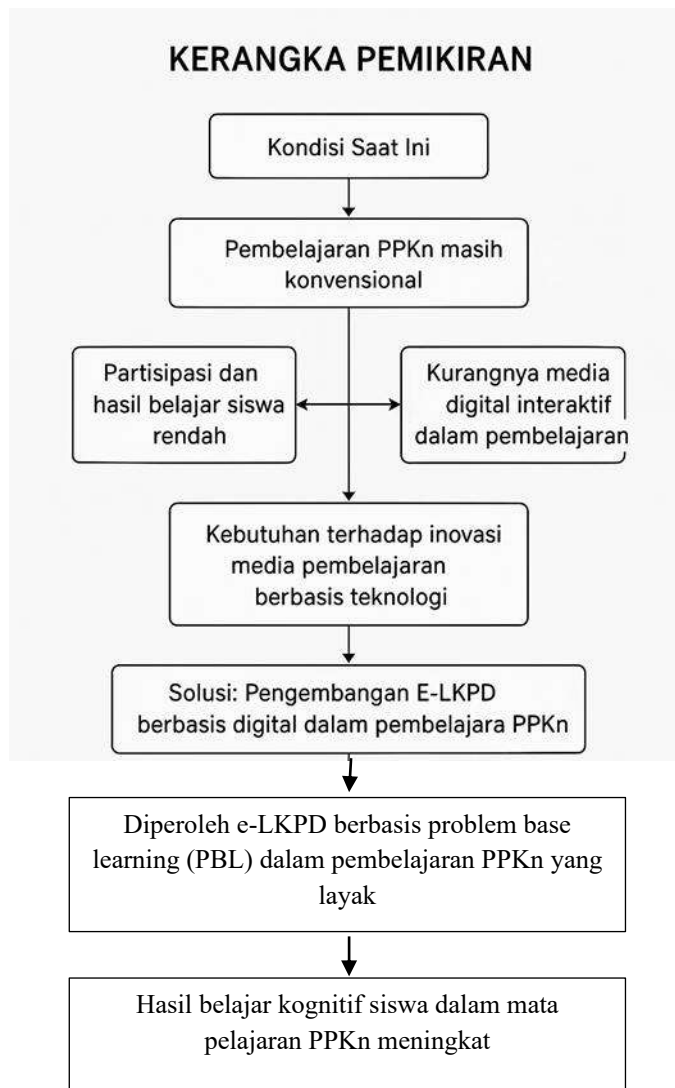 KERANGKA PEMIKIRAN
Kondisi Saat Ini
Pembelajaran PPKn masih
konvensional
Partisipasi dan
hasil belajar siswa
rendah
Kurangnya media
digital interaktif
dalam pembelajaran
Kebutuhan terhadap inovasi
media pembelajaran
berbasis teknologi
Solusi: Pengembangan E-LKPD
berbasis digital dalam pembelajara PPKn
Diperoleh e-LKPD berbasis problem base
learning (PBL) dalam pembelajaran PPKn yang
layak
Hasil belajar kognitif siswa dalam mata
pelajaran PPKn meningkat